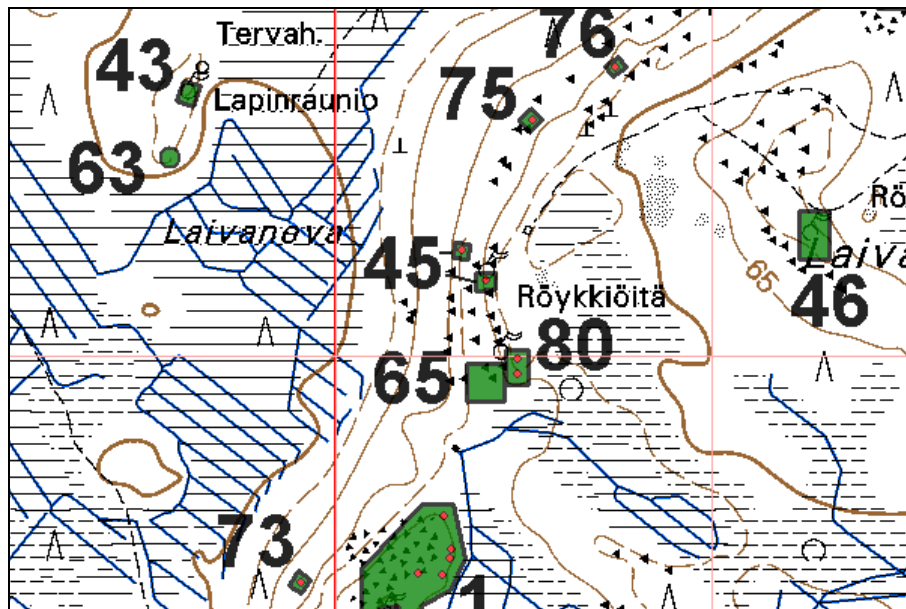 76
Tervah.
43
75
Lapinraunio
63
Rö
Laivaneva
45
Laiva
65
Röykkiöitä
46
80
65
73
1